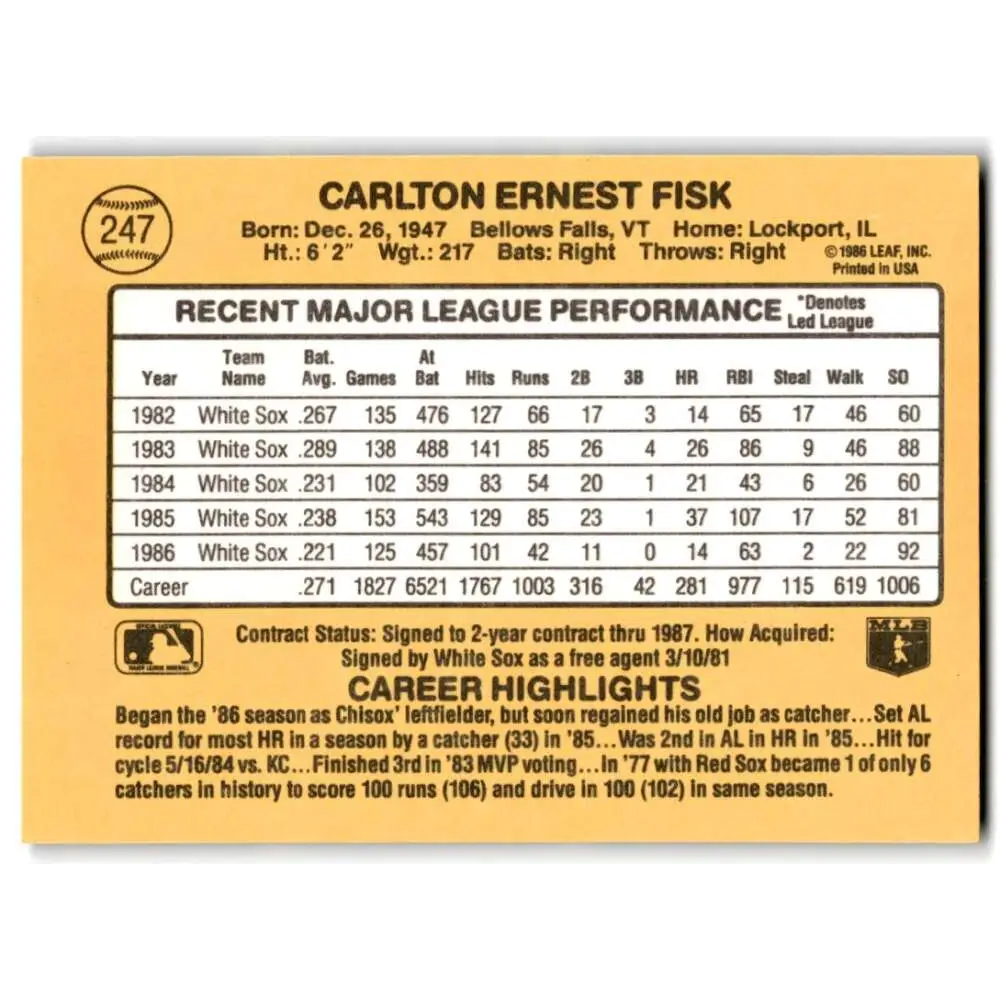 247
CARLTON ERNEST FISK
Born: Dec. 26, 1947 Bellows Falls, VT Home: Lockport, IL
Ht.: 6'2" Wgt.: 217 Bats: Right Throws: Right
©1986 LEAF, INC.
Printed in USA
RECENT MAJOR LEAGUE PERFORMANCE *Denotes Led League
Year Team Name Bat. Avg. Games At Bat Hits Runs 2B 3B HR RBI Steal Walk SO
1982 White Sox .267 135 476 127 66 17 3 14 65 17 46 60
1983 White Sox .289 138 488 141 85 26 4 26 86 9 46 88
1984 White Sox .231 102 359 83 54 20 1 21 43 6 26 60
1985 White Sox .238 153 543 129 85 23 1 37 107 17 52 81
1986 White Sox .221 125 457 101 42 11 0 14 63 2 22 92
Career .271 1827 6521 1767 1003 316 42 281 977 115 619 1006
OFFICIAL LICENSEE
MAJOR LEAGUE BASEBALL
Contract Status: Signed to 2-year contract thru 1987. How Acquired:
Signed by White Sox as a free agent 3/10/81
MLB
CAREER HIGHLIGHTS
Began the '86 season as Chisox' leftfielder, but soon regained his old job as catcher...Set AL
record for most HR in a season by a catcher (33) in '85...Was 2nd in AL in HR in '85...Hit for
cycle 5/16/84 vs. KC...Finished 3rd in '83 MVP voting...In '77 with Red Sox became 1 of only 6
catchers in history to score 100 runs (106) and drive in 100 (102) in same season.